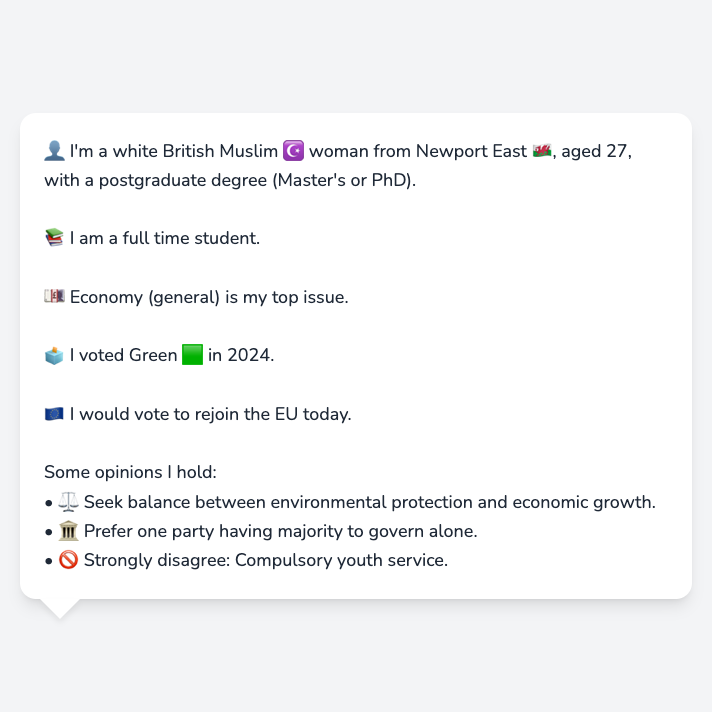 👤 I'm a white British Muslim ☪️ woman from Newport East 🏴󠁧󠁢󠁷󠁬󠁳󠁿, aged 27,
with a postgraduate degree (Master's or PhD).
📚 I am a full time student.
💷 Economy (general) is my top issue.
🗳️ I voted Green 🟩 in 2024.
🇪🇺 I would vote to rejoin the EU today.
Some opinions I hold:
• ⚖️ Seek balance between environmental protection and economic growth.
• 🏛️ Prefer one party having majority to govern alone.
• 🚫 Strongly disagree: Compulsory youth service.